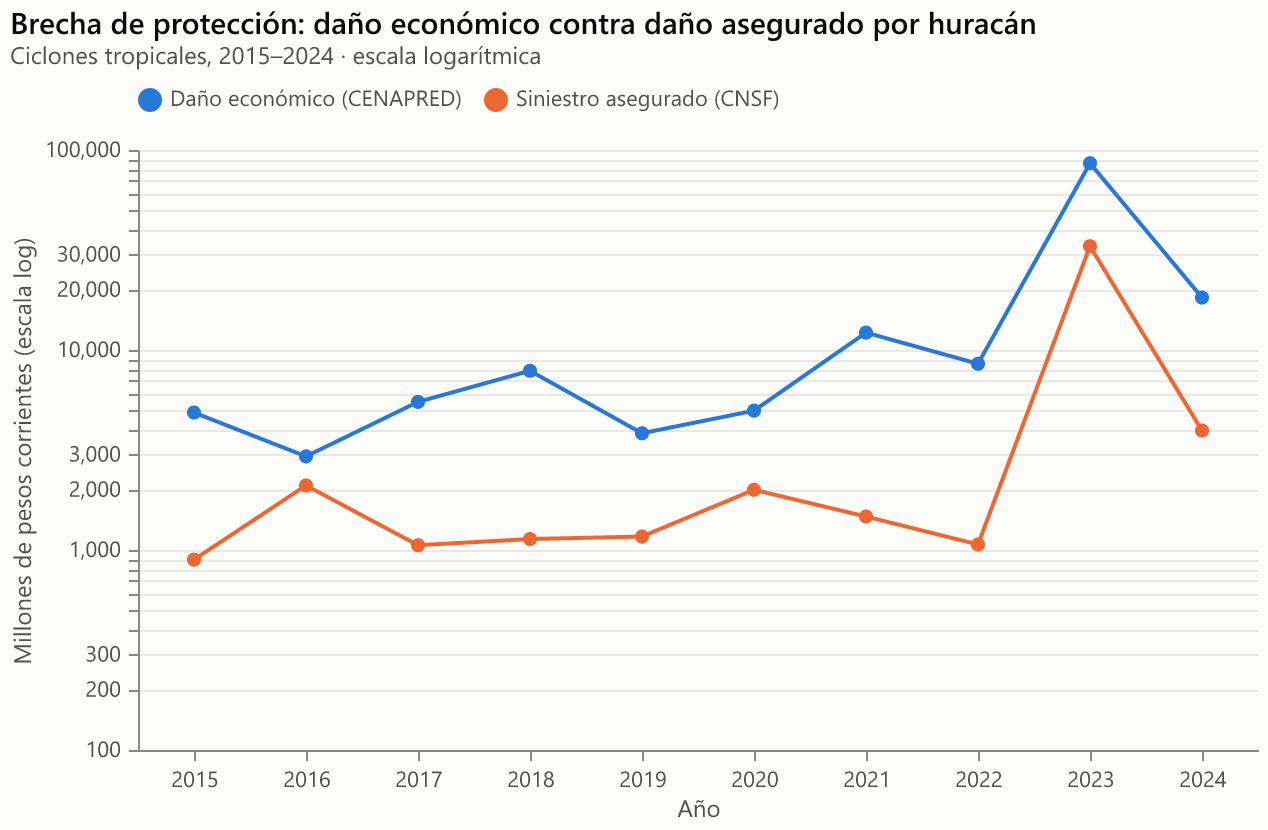 Brecha de protección: daño económico contra daño asegurado por huracán
Ciclones tropicales, 2015–2024 · escala logarítmica
Daño económico (CENAPRED)
Siniestro asegurado (CNSF)
Millones de pesos corrientes (escala log)
100,000
30,000
20,000
10,000
3,000
2,000
1,000
300
200
100
2015 2016 2017 2018 2019 2020 2021 2022 2023 2024
Año